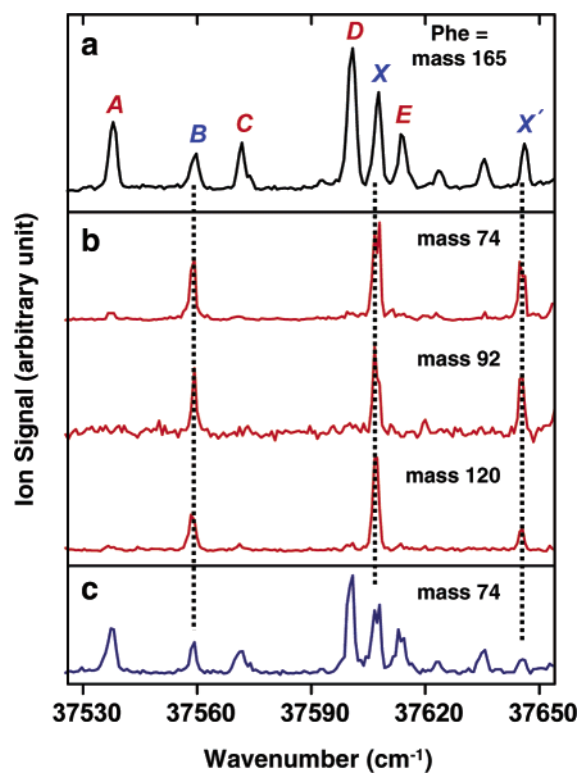 a
Phe =
mass 165
A
B
C
D
X
E
X´
b
mass 74
mass 92
mass 120
c
mass 74
Ion Signal (arbitrary unit)
37530 37560 37590 37620 37650
Wavenumber (cm⁻¹)